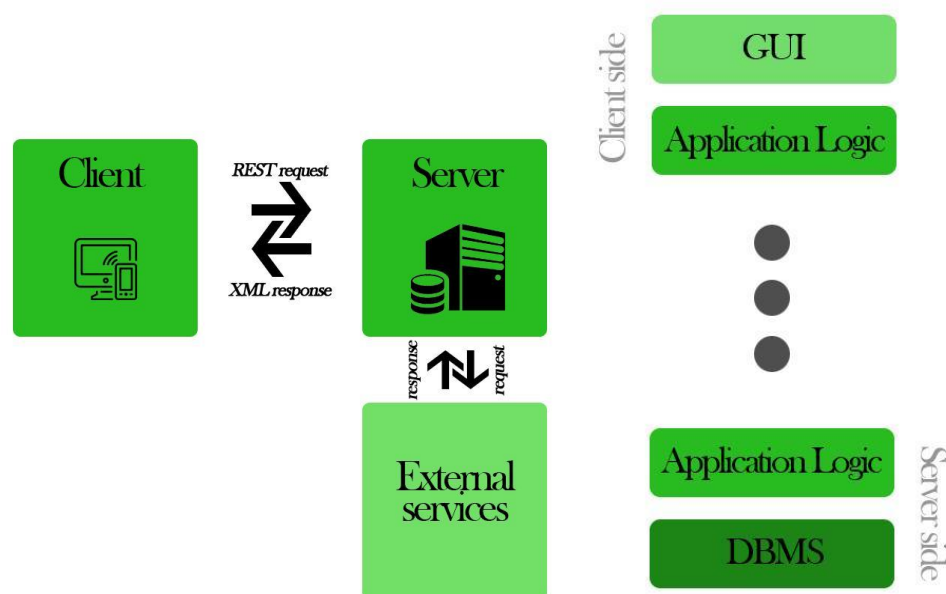 Client
REST request
XML response
Server
response
request
External
services
Client side
GUI
Application Logic
Application Logic
DBMS
Server side